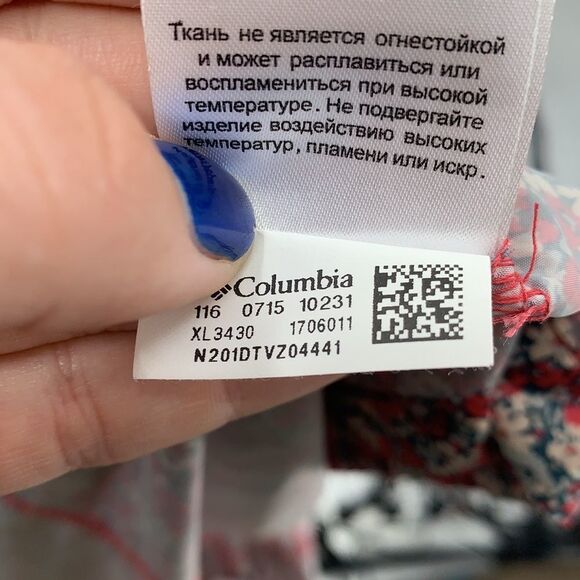 Ткань не является огнестойкой
и может расплавиться или
воспламениться при высокой
температуре. Не подвергайте
изделие воздействию высоких
температур, пламени или искр.
Columbia
116 0715 10231
XL3430 1706011
N201DTVZ04441